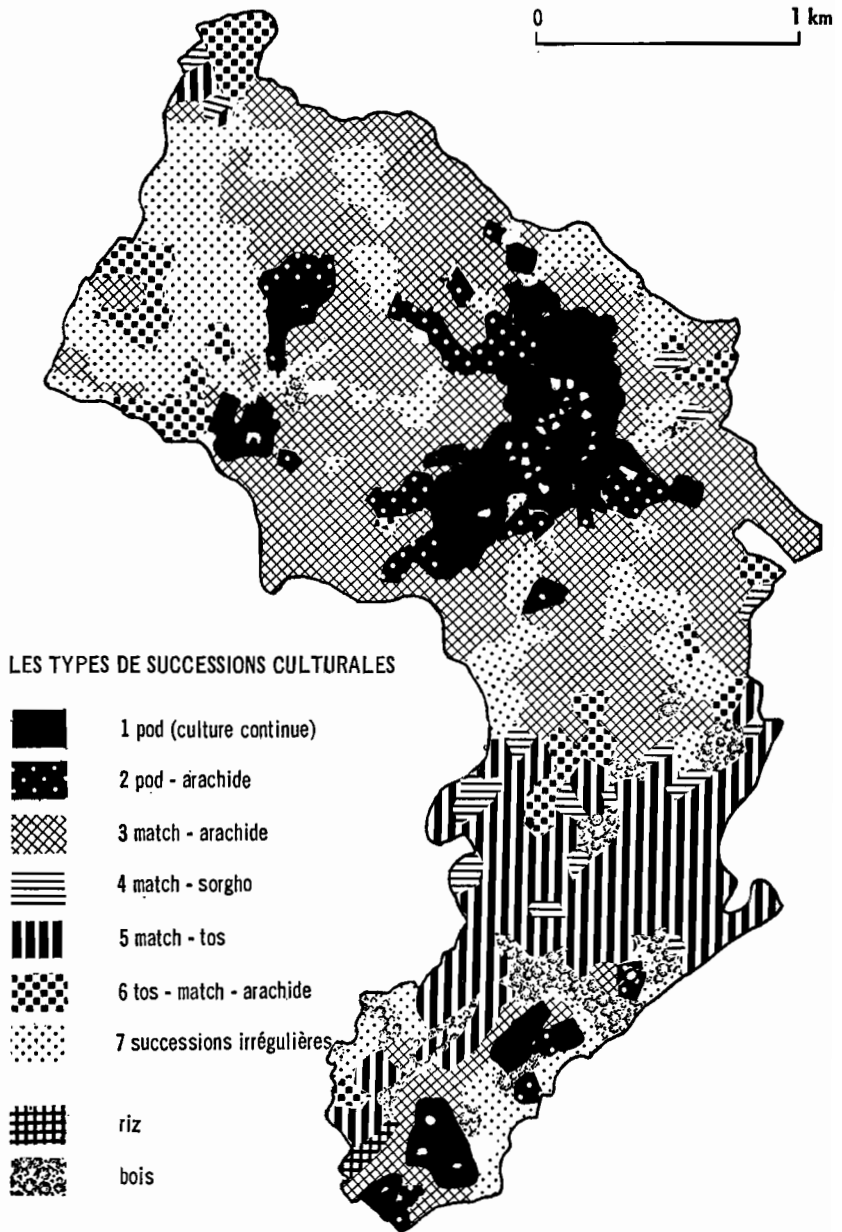 0 1 km
LES TYPES DE SUCCESSIONS CULTURALES
1 pod (culture continue)
2 pod - arachide
3 match - arachide
4 match - sorgho
5 match - tos
6 tos - match - arachide
7 successions irrégulières
riz
bois